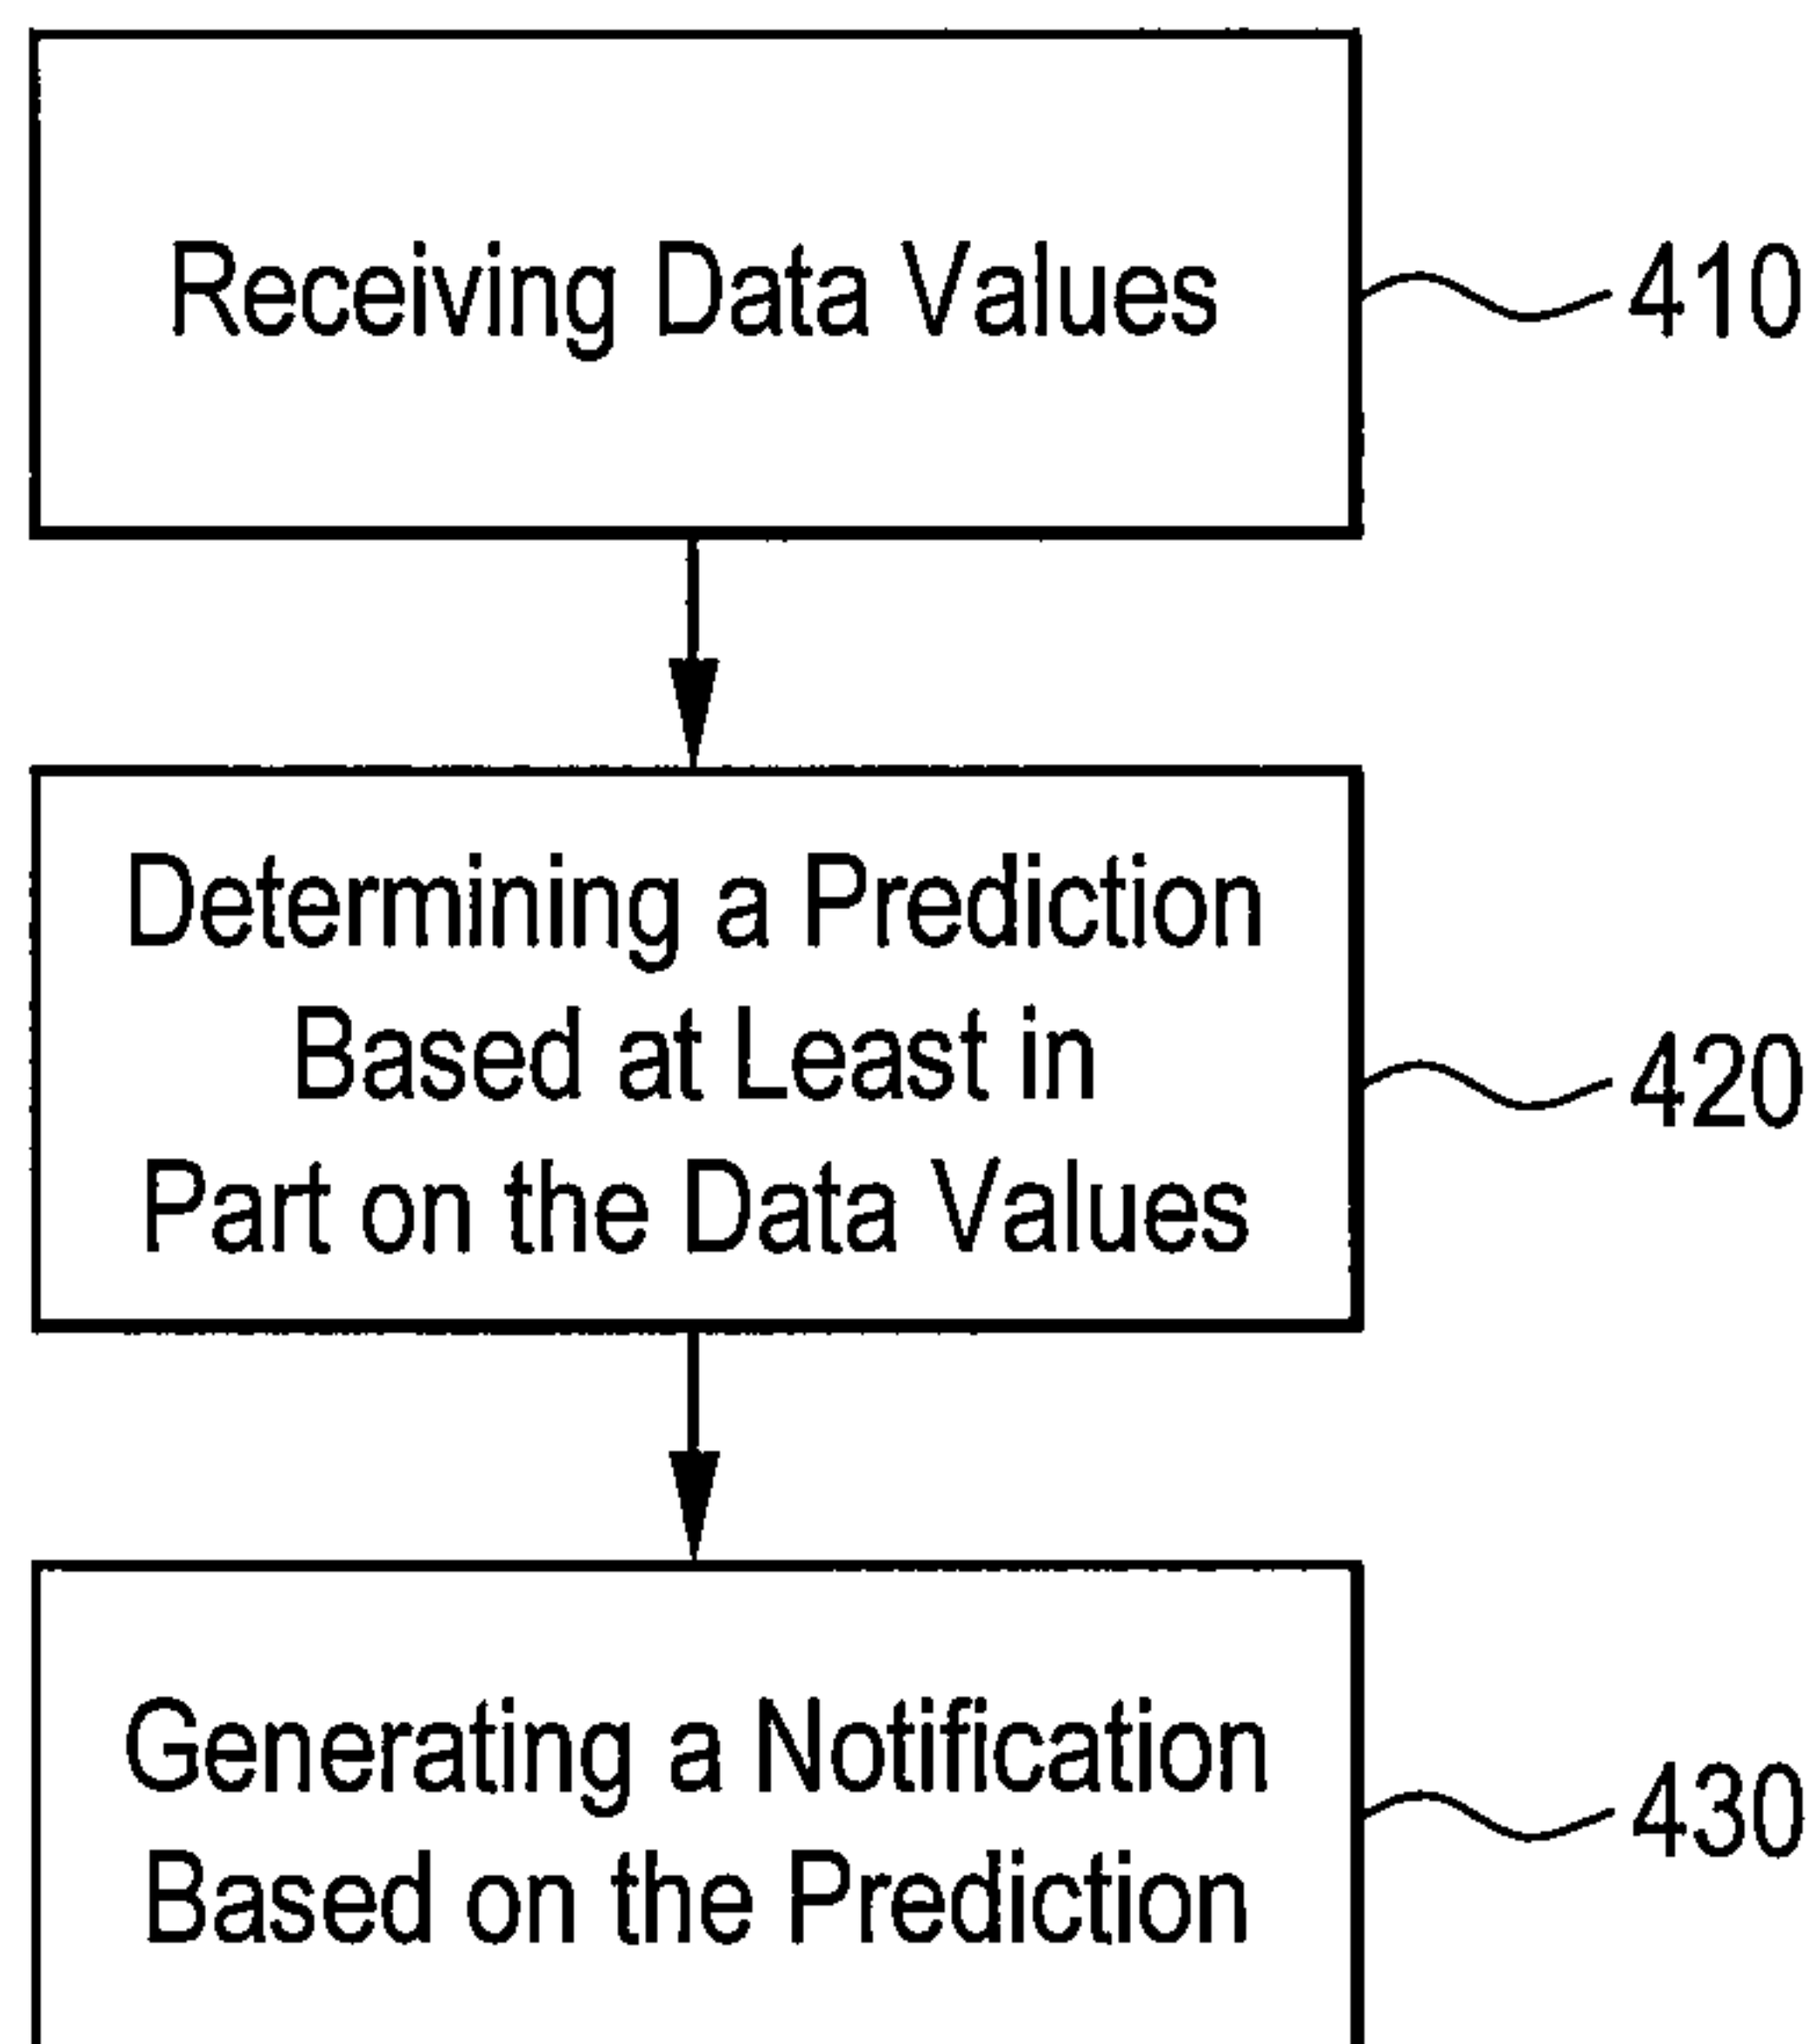 Receiving Data Values
410
Determining a Prediction
Based at Least in
Part on the Data Values
420
Generating a Notification
Based on the Prediction
430